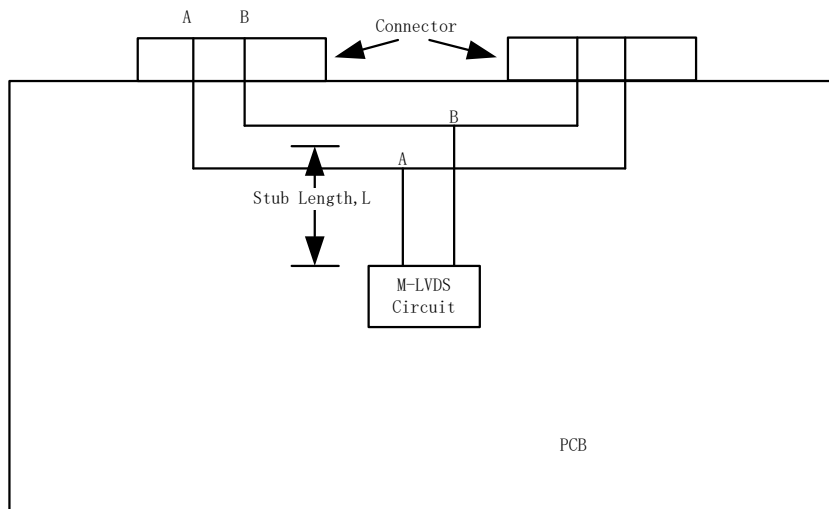 A B
Connector
B
A
Stub Length,L
M-LVDS
Circuit
PCB